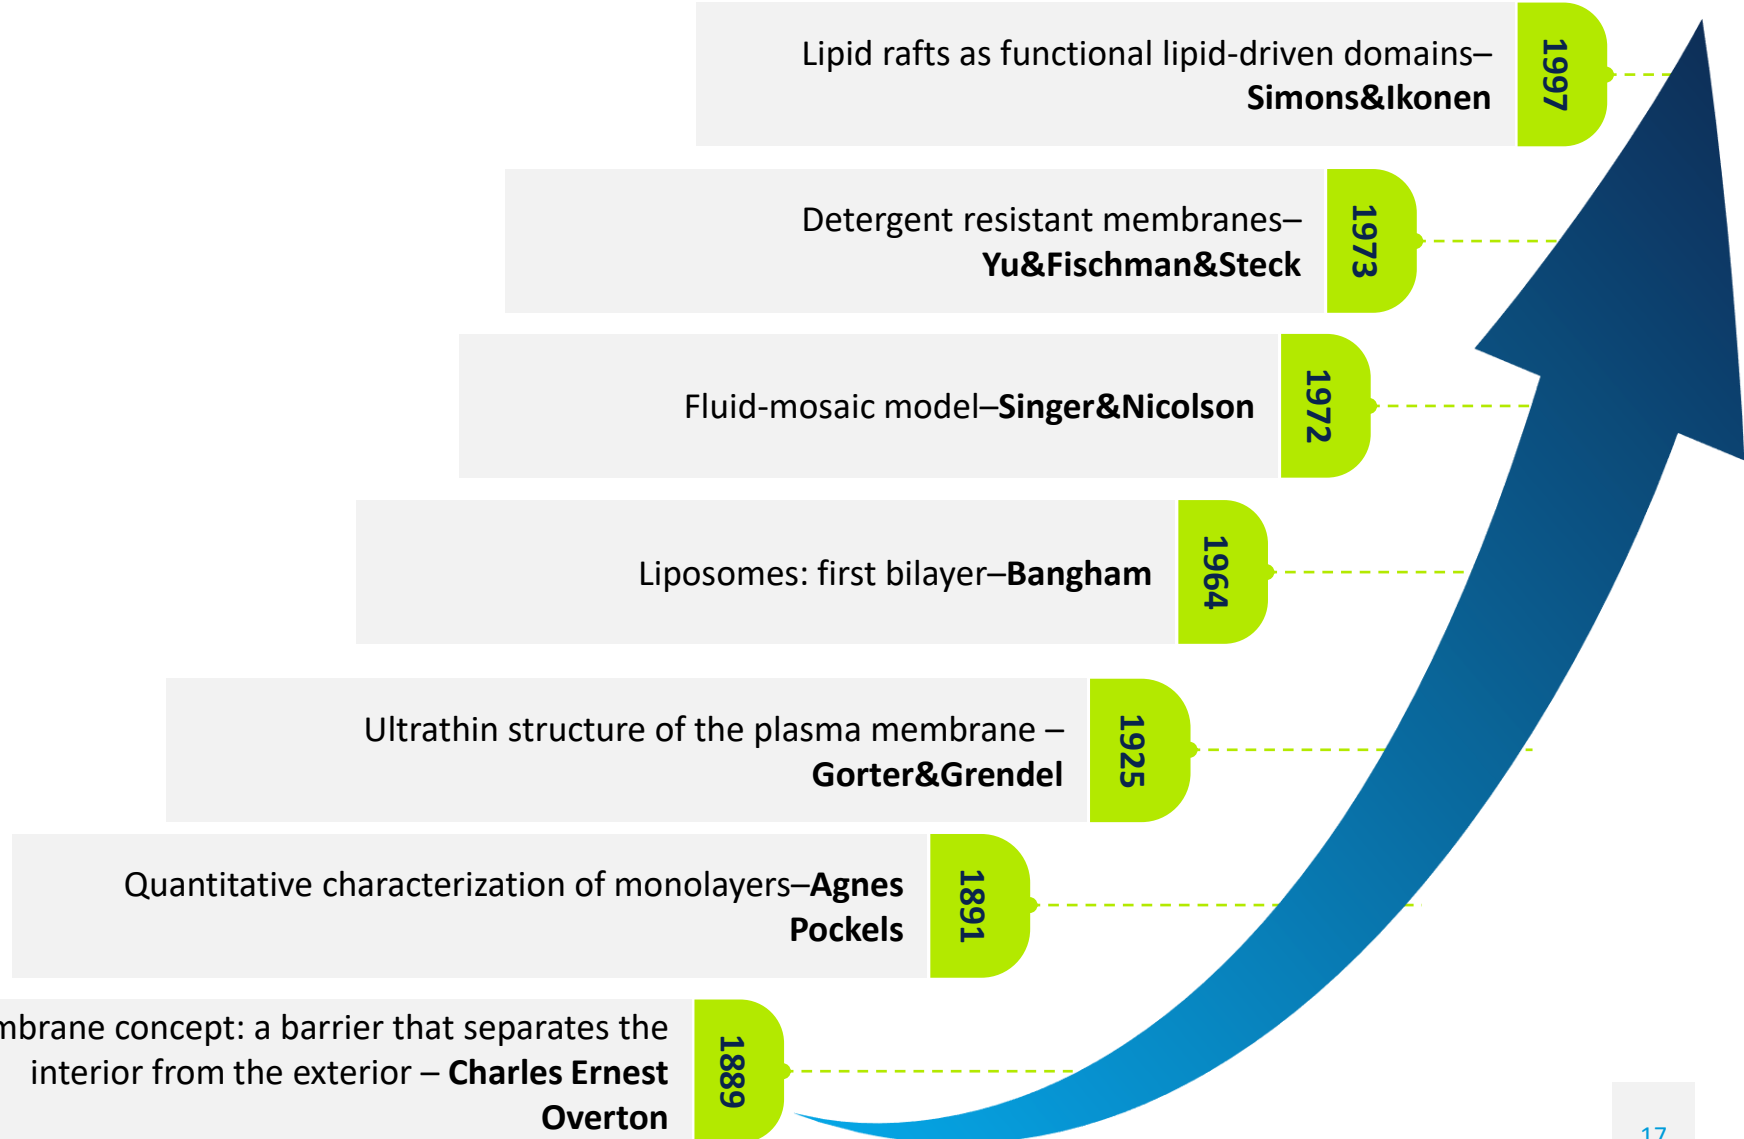 Lipid rafts as functional lipid-driven domains–
Simons&Ikonen
1997
Detergent resistant membranes–
Yu&Fischman&Steck
1973
Fluid-mosaic model–Singer&Nicolson
1972
Liposomes: first bilayer–Bangham
1964
Ultrathin structure of the plasma membrane –
Gorter&Grendel
1925
Quantitative characterization of monolayers–Agnes
Pockels
1891
mbrane concept: a barrier that separates the
interior from the exterior – Charles Ernest
Overton
1889
17